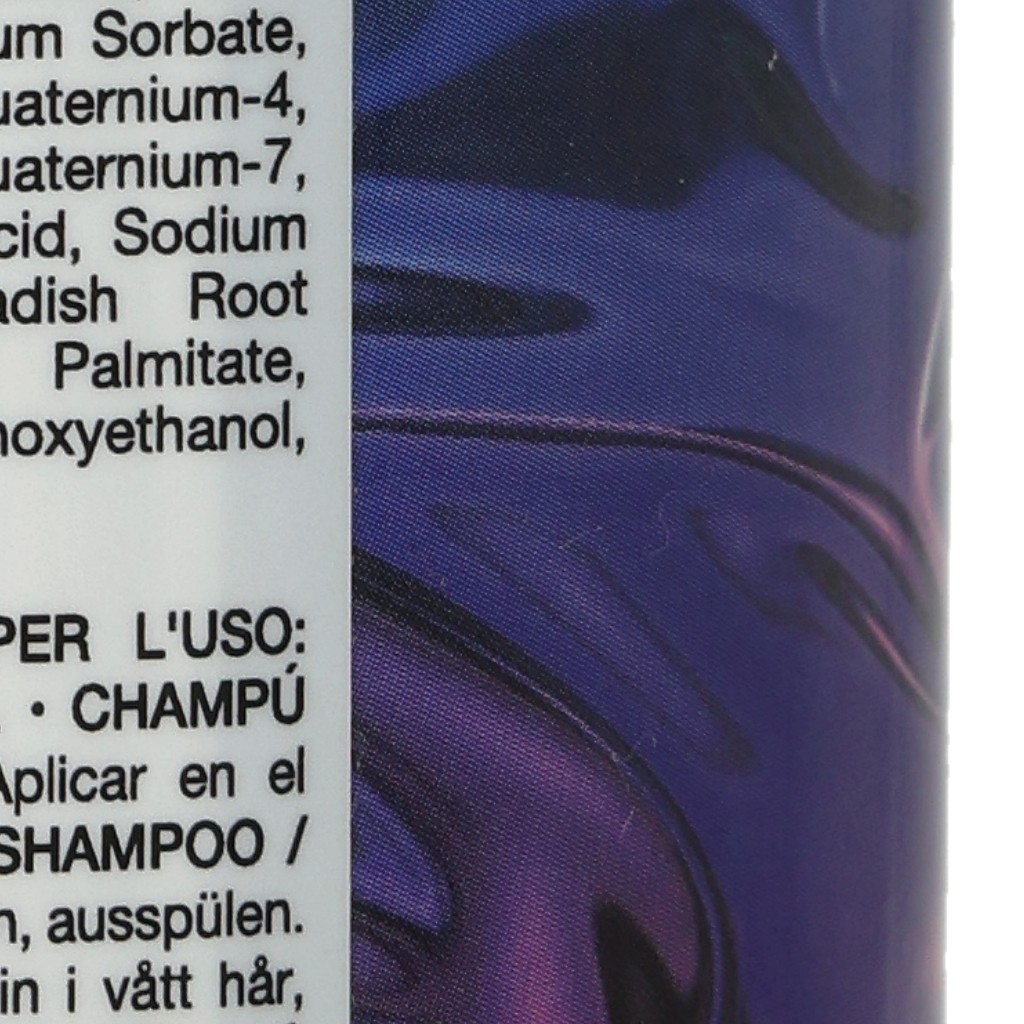 um Sorbate,
uaternium-4,
uaternium-7,
cid, Sodium
adish Root
Palmitate,
noxyethanol,
PER L'USO:
. • CHAMPÚ
Aplicar en el
SHAMPOO /
n, ausspülen.
in i vått hår,